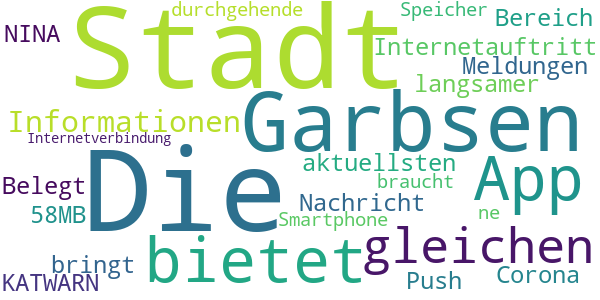 durchgehende
Speicher
Bereich
NINA
Stadt
Internetauftritt
Meldungen
langsamer
Informationen
Garbsen
Internetverbindung
Die
aktuellsten
App
Belegt
braucht
58MB
Nachricht
ne
Smartphone
gleichen
bietet
bringt
Push
Corona
KATWARN